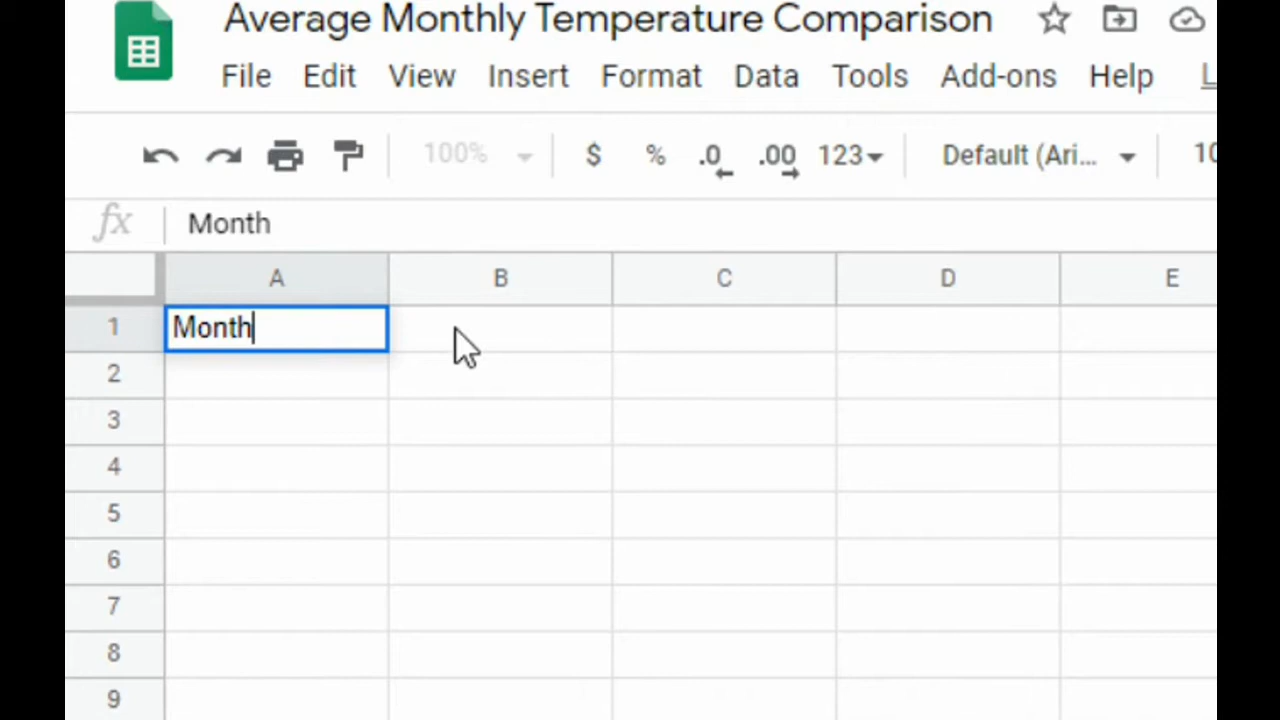 Average Monthly Temperature Comparison
File Edit View Insert Format Data Tools Add-ons Help
100% $ % .0 .00 123 Default (Ari... 10
fx Month
A B C D E
1 Month
2
3
4
5
6
7
8
9